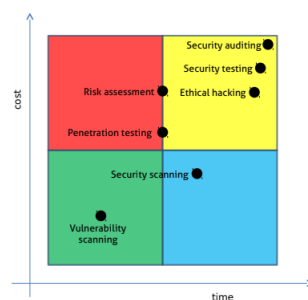 Security auditing
Security testing
Risk assessment
Ethical hacking
cost
Penetration testing
Security scanning
Vulnerability
scanning
time